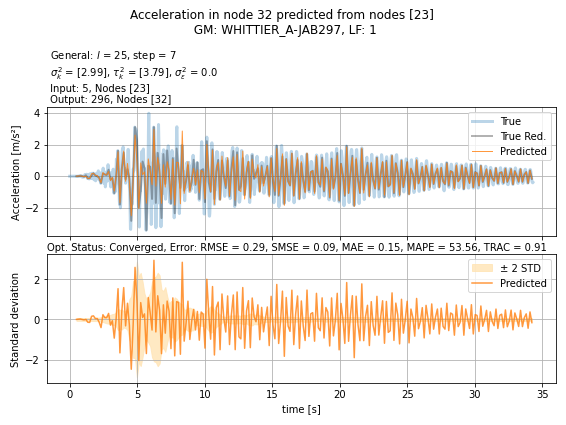 Acceleration in node 32 predicted from nodes [23]
GM: WHITTIER_A-JAB297, LF: 1
General: l = 25, step = 7
σ²ₖ = [2.99], τ²ₖ = [3.79], σ²ₑ = 0.0
Input: 5, Nodes [23]
Output: 296, Nodes [32]
Acceleration [m/s²]
4
2
0
−2
True
True Red.
Predicted
Opt. Status: Converged, Error: RMSE = 0.29, SMSE = 0.09, MAE = 0.15, MAPE = 53.56, TRAC = 0.91
Standard deviation
2
0
−2
± 2 STD
Predicted
0 5 10 15 20 25 30 35
time [s]